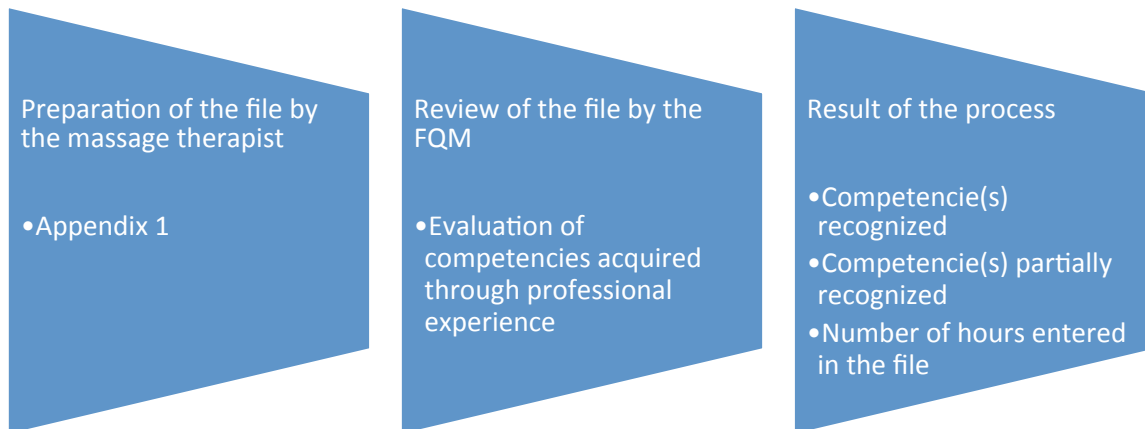 Preparation of the file by
the massage therapist
•Appendix 1
Review of the file by the
FQM
•Evaluation of
competencies acquired
through professional
experience
Result of the process
•Competencie(s)
recognized
•Competencie(s) partially
recognized
•Number of hours entered
in the file